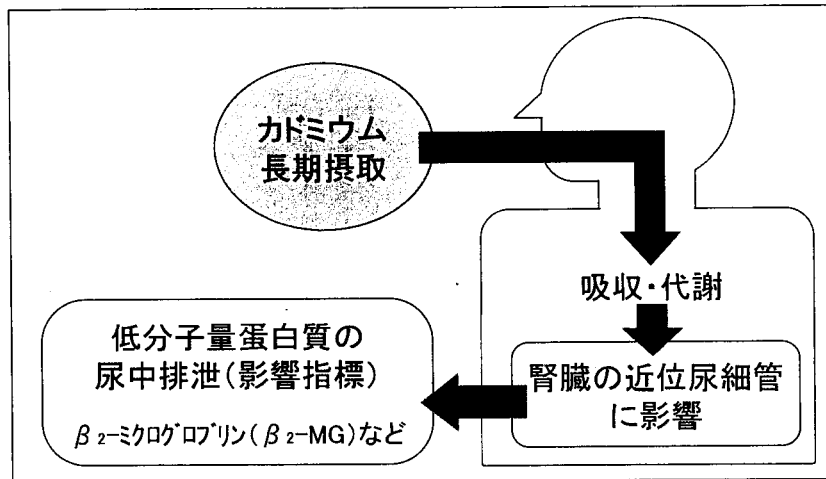 カドミウム
長期摂取
吸収・代謝
腎臓の近位尿細管
に影響
低分子量蛋白質の
尿中排泄(影響指標)
β2-ミクログロブリン(β2-MG)など